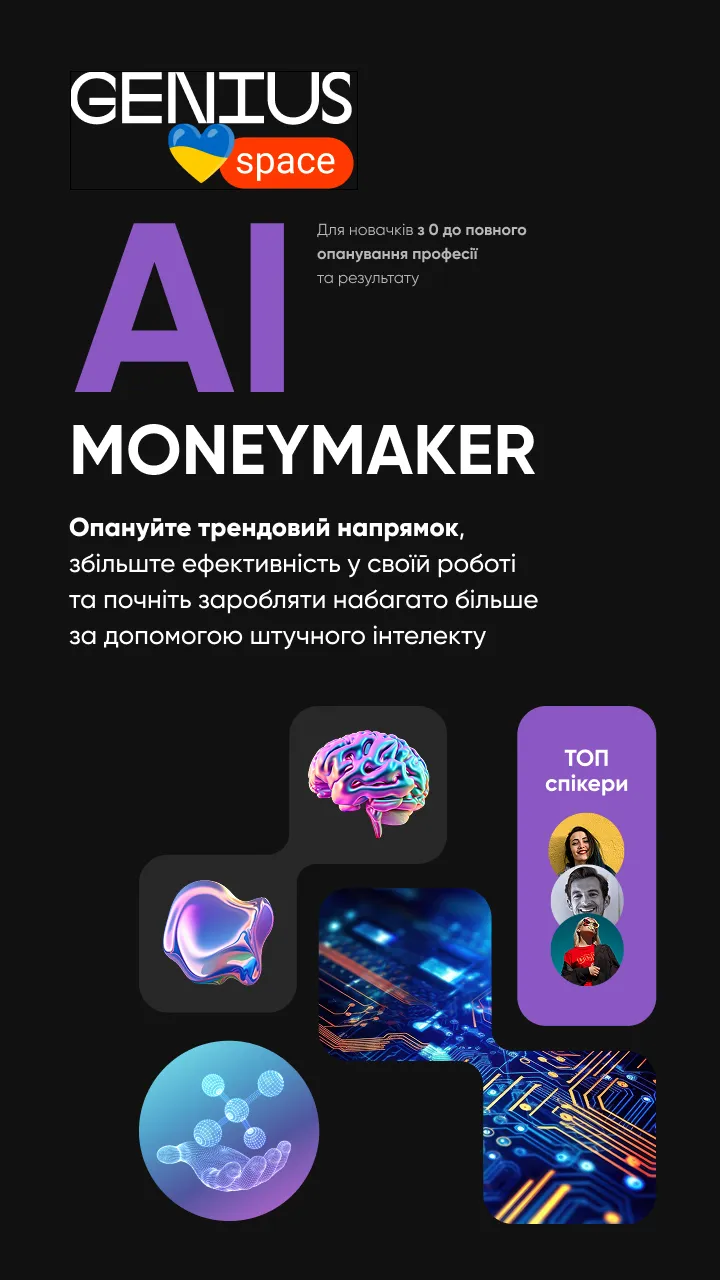 GENIUS
space
AI
Для новачків з 0 до повного
опанування професії
та результату
MONEYMAKER
Опануйте трендовий напрямок,
збільште ефективність у своїй роботі
та почніть заробляти набагато більше
за допомогою штучного інтелекту
ТОП
спікери